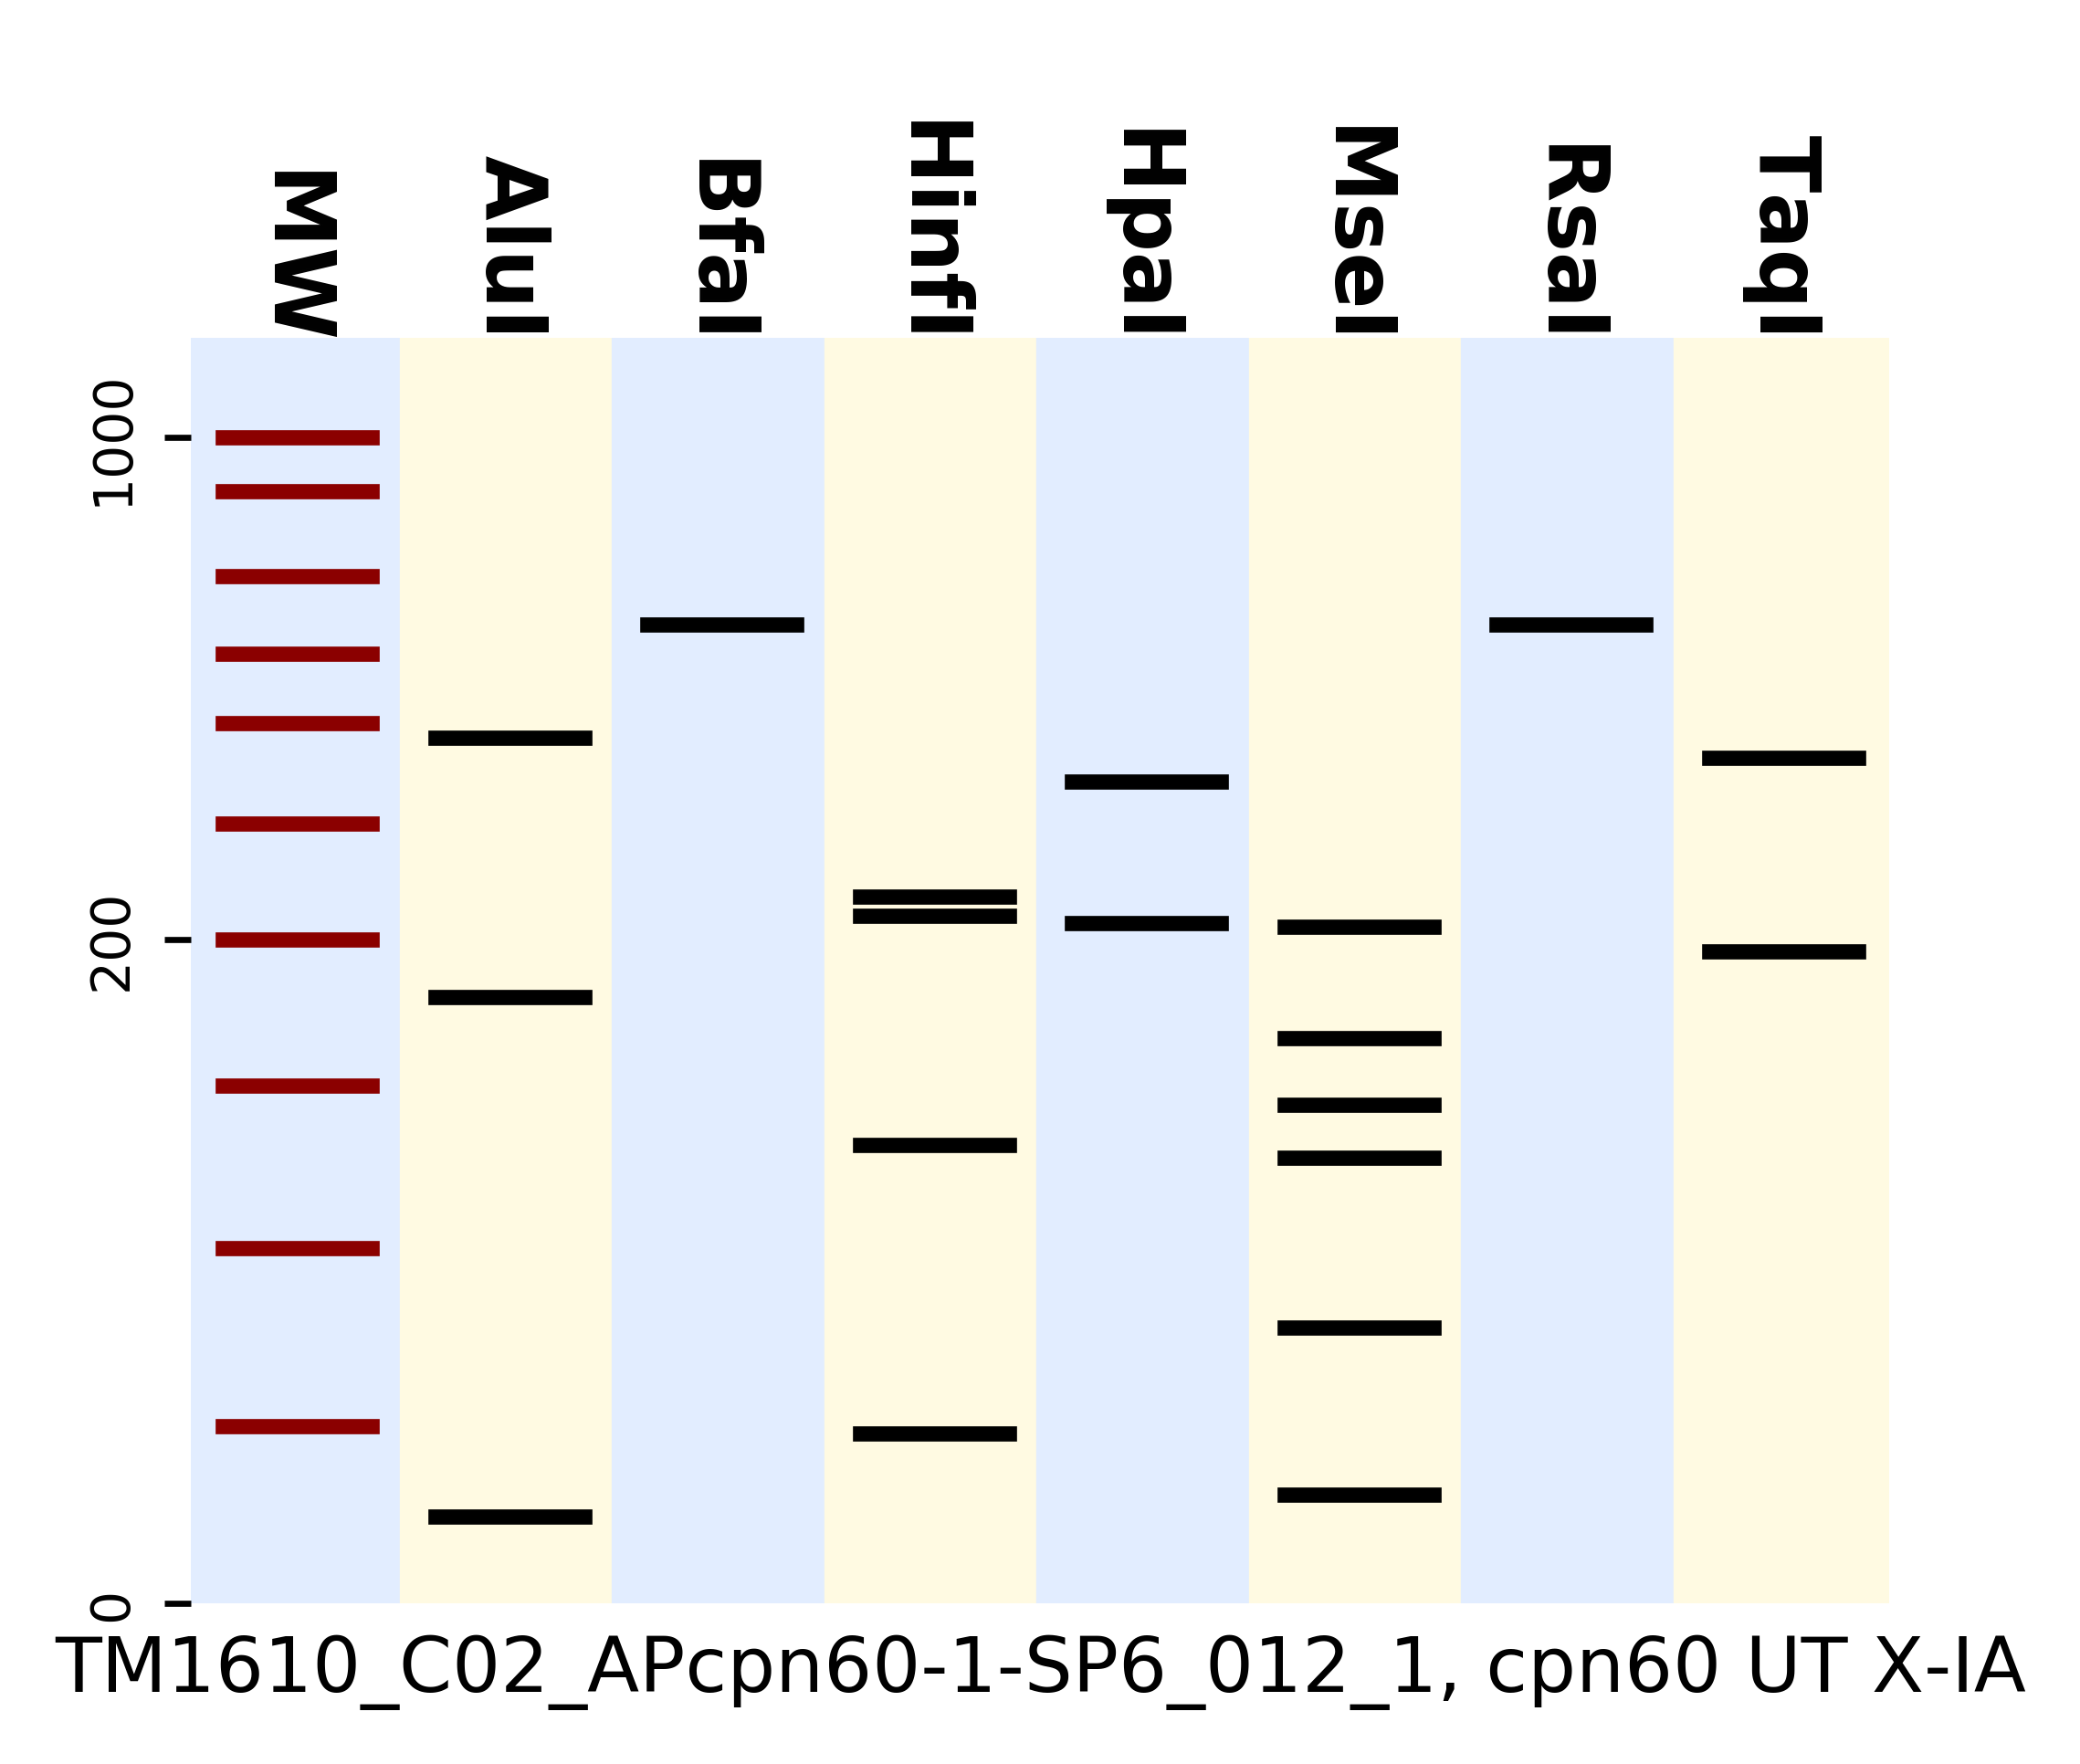 MW
AluI
BfaI
HinfI
HpaI
MseI
RsaI
TaqI
1000
200
0
TM1610_C02_APcpn60-1-SP6_012_1, cpn60 UT X-IA